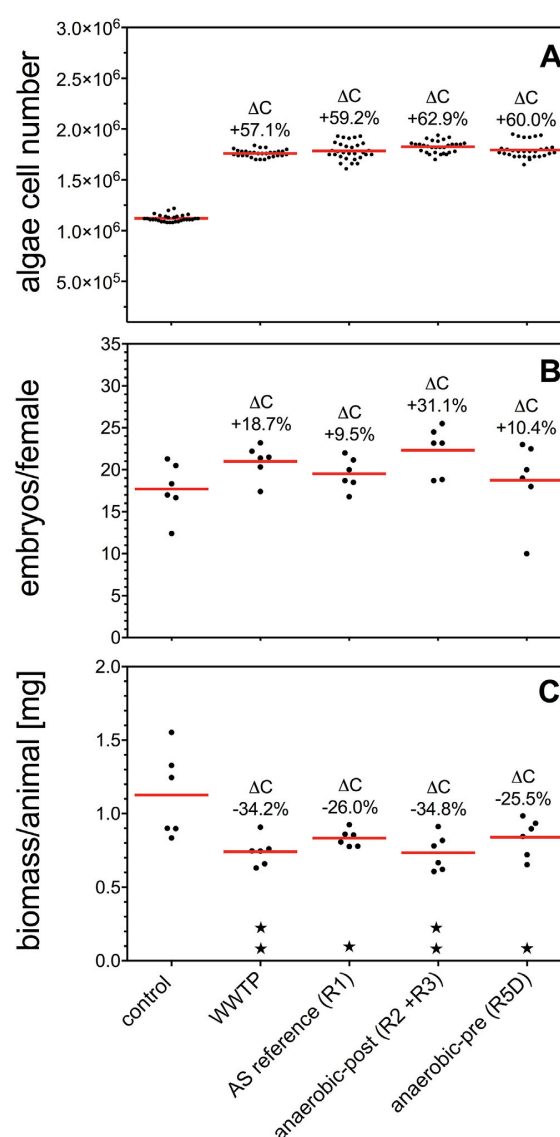 A
algae cell number
3.0×10⁶
2.5×10⁶
2.0×10⁶
1.5×10⁶
1.0×10⁶
5.0×10⁵
ΔC
+57.1%
ΔC
+59.2%
ΔC
+62.9%
ΔC
+60.0%
B
embryos/female
35
30
25
20
15
10
5
0
ΔC
+18.7%
ΔC
+9.5%
ΔC
+31.1%
ΔC
+10.4%
C
biomass/animal [mg]
2.0
1.5
1.0
0.5
0.0
ΔC
-34.2%
ΔC
-26.0%
ΔC
-34.8%
ΔC
-25.5%
control
WWTP
AS reference (R1)
anaerobic-post (R2 +R3)
anaerobic-pre (R5D)